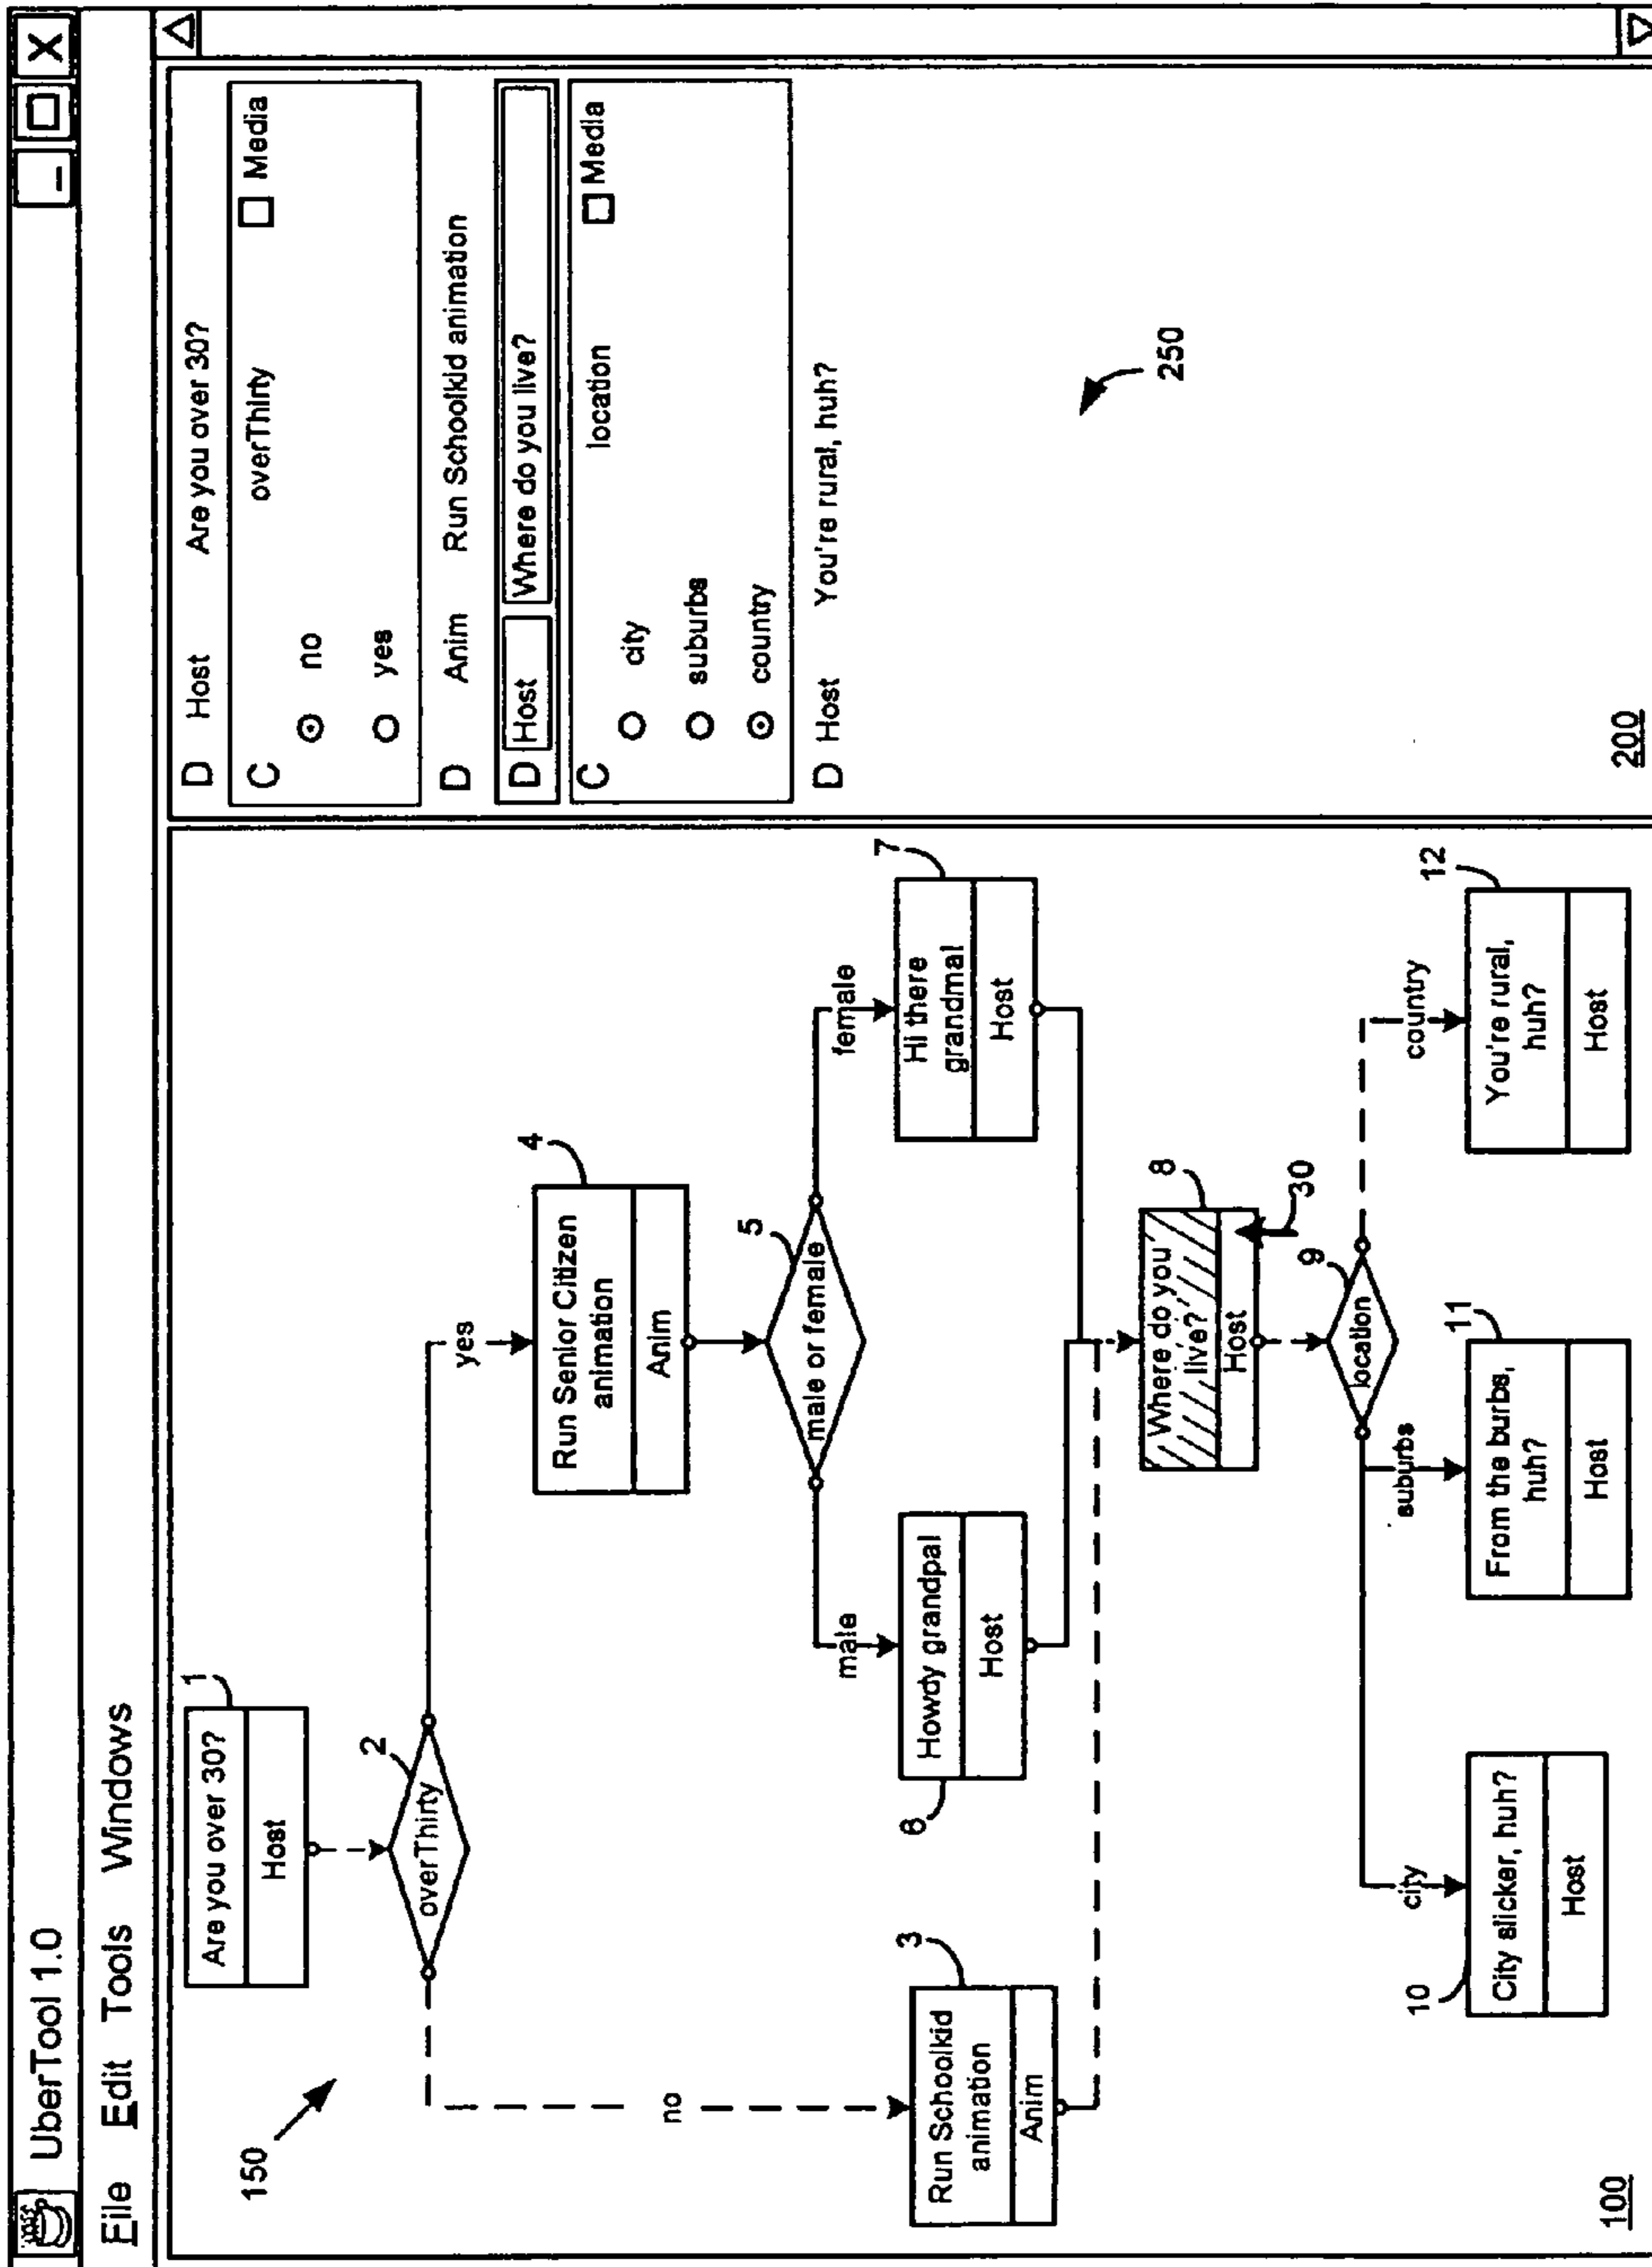 UberTool 1.0
File Edit Tools Windows
150
Are you over 30?
Host
1
overThirty
2
no
yes
Run Schoolkid
animation
Anim
3
Run Senior Citizen
animation
Anim
4
male or female
5
male
female
Howdy grandpa!
Host
6
Hi there
grandma!
Host
7
Where do you
live?
Host
8
30
location
9
city
suburbs
country
City slicker, huh?
Host
10
From the burbs,
huh?
Host
11
You're rural,
huh?
Host
12
100
D Host Are you over 30?
C overThirty Media
no
yes
D Anim Run Schoolkid animation
D Host Where do you live?
C location Media
city
suburbs
country
D Host You're rural, huh?
250
200